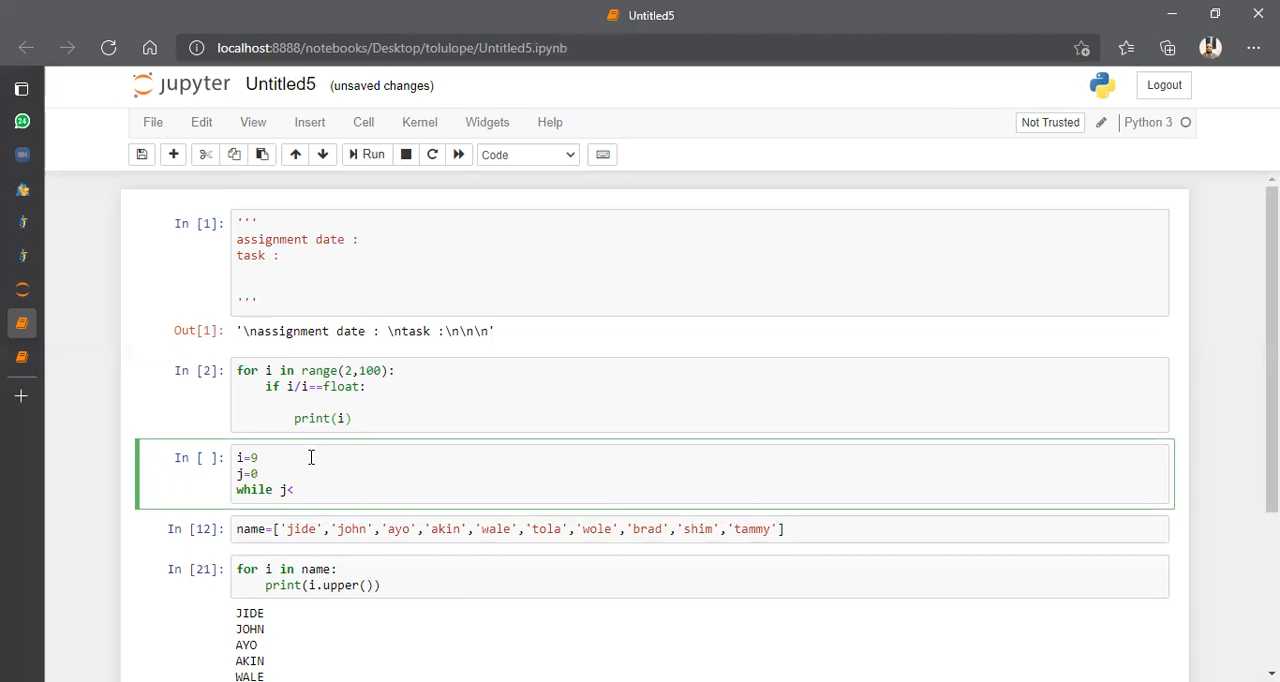 Untitled5
localhost:8888/notebooks/Desktop/tolulope/Untitled5.ipynb
jupyter Untitled5 (unsaved changes)
Logout
File Edit View Insert Cell Kernel Widgets Help
Not Trusted Python 3
Run Code
24
In [1]: '''
assignment date :
task :
'''
Out[1]: '\nassignment date : \ntask :\n\n\n'
In [2]: for i in range(2,100):
if i/i==float:
print(i)
In [ ]: i=9
j=0
while j<
In [12]: name=['jide','john','ayo','akin','wale','tola','wole','brad','shim','tammy']
In [21]: for i in name:
print(i.upper())
JIDE
JOHN
AYO
AKIN
WALE